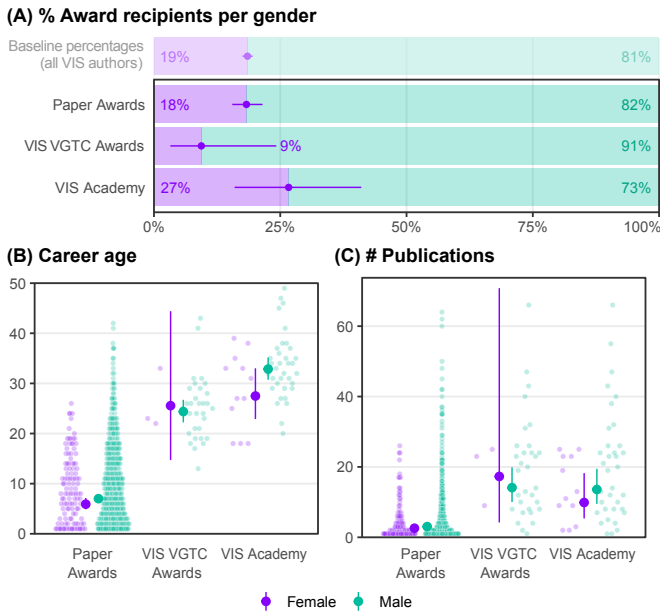 (A) % Award recipients per gender
Baseline percentages
(all VIS authors)
19%
81%
Paper Awards
18%
82%
VIS VGTC Awards
9%
91%
VIS Academy
27%
73%
0%
25%
50%
75%
100%
(B) Career age
50
40
30
20
10
0
Paper
Awards
VIS VGTC
Awards
VIS Academy
(C) # Publications
60
40
20
0
Paper
Awards
VIS VGTC
Awards
VIS Academy
Female
Male